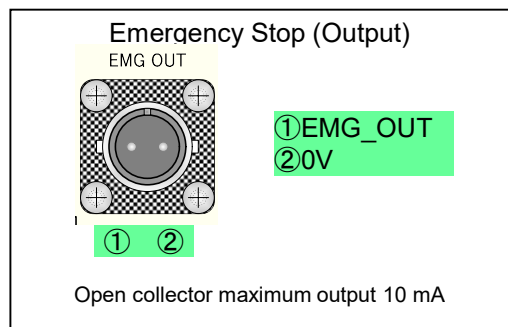 Emergency Stop (Output)
EMG OUT
①EMG_OUT
②0V
① ②
Open collector maximum output 10 mA